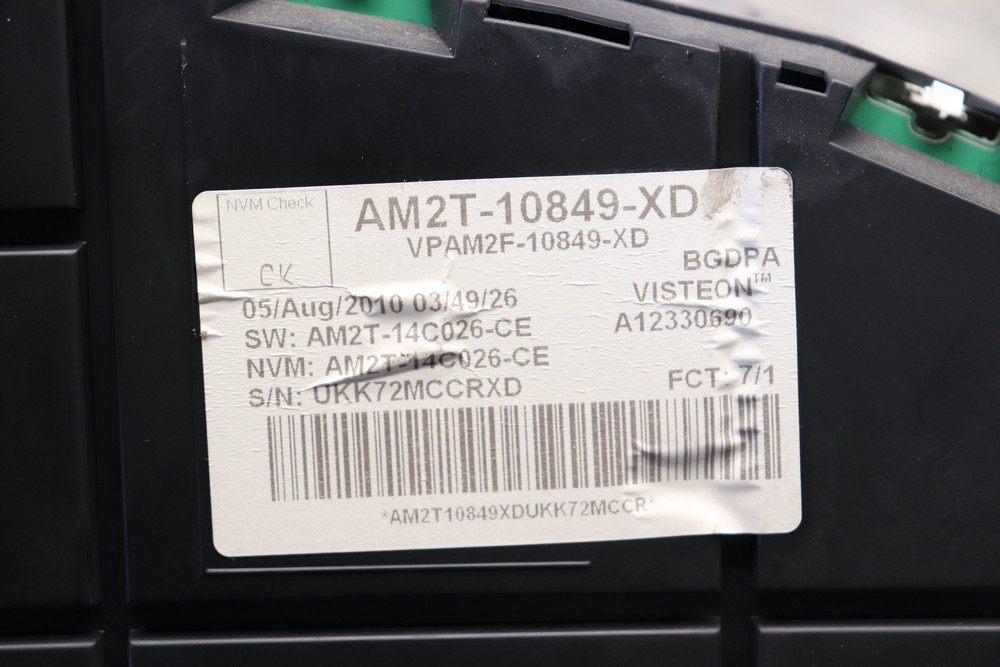 NVM Check
CK
AM2T-10849-XD
VPAM2F-10849-XD
BGDPA
05/Aug/2010 03/49/26
VISTEON™
SW: AM2T-14C026-CE
A12330690
NVM: AM2T-14C026-CE
S/N: UKK72MCCRXD
FCT: 7/1
*AM2T10849XDUKK72MCCR*